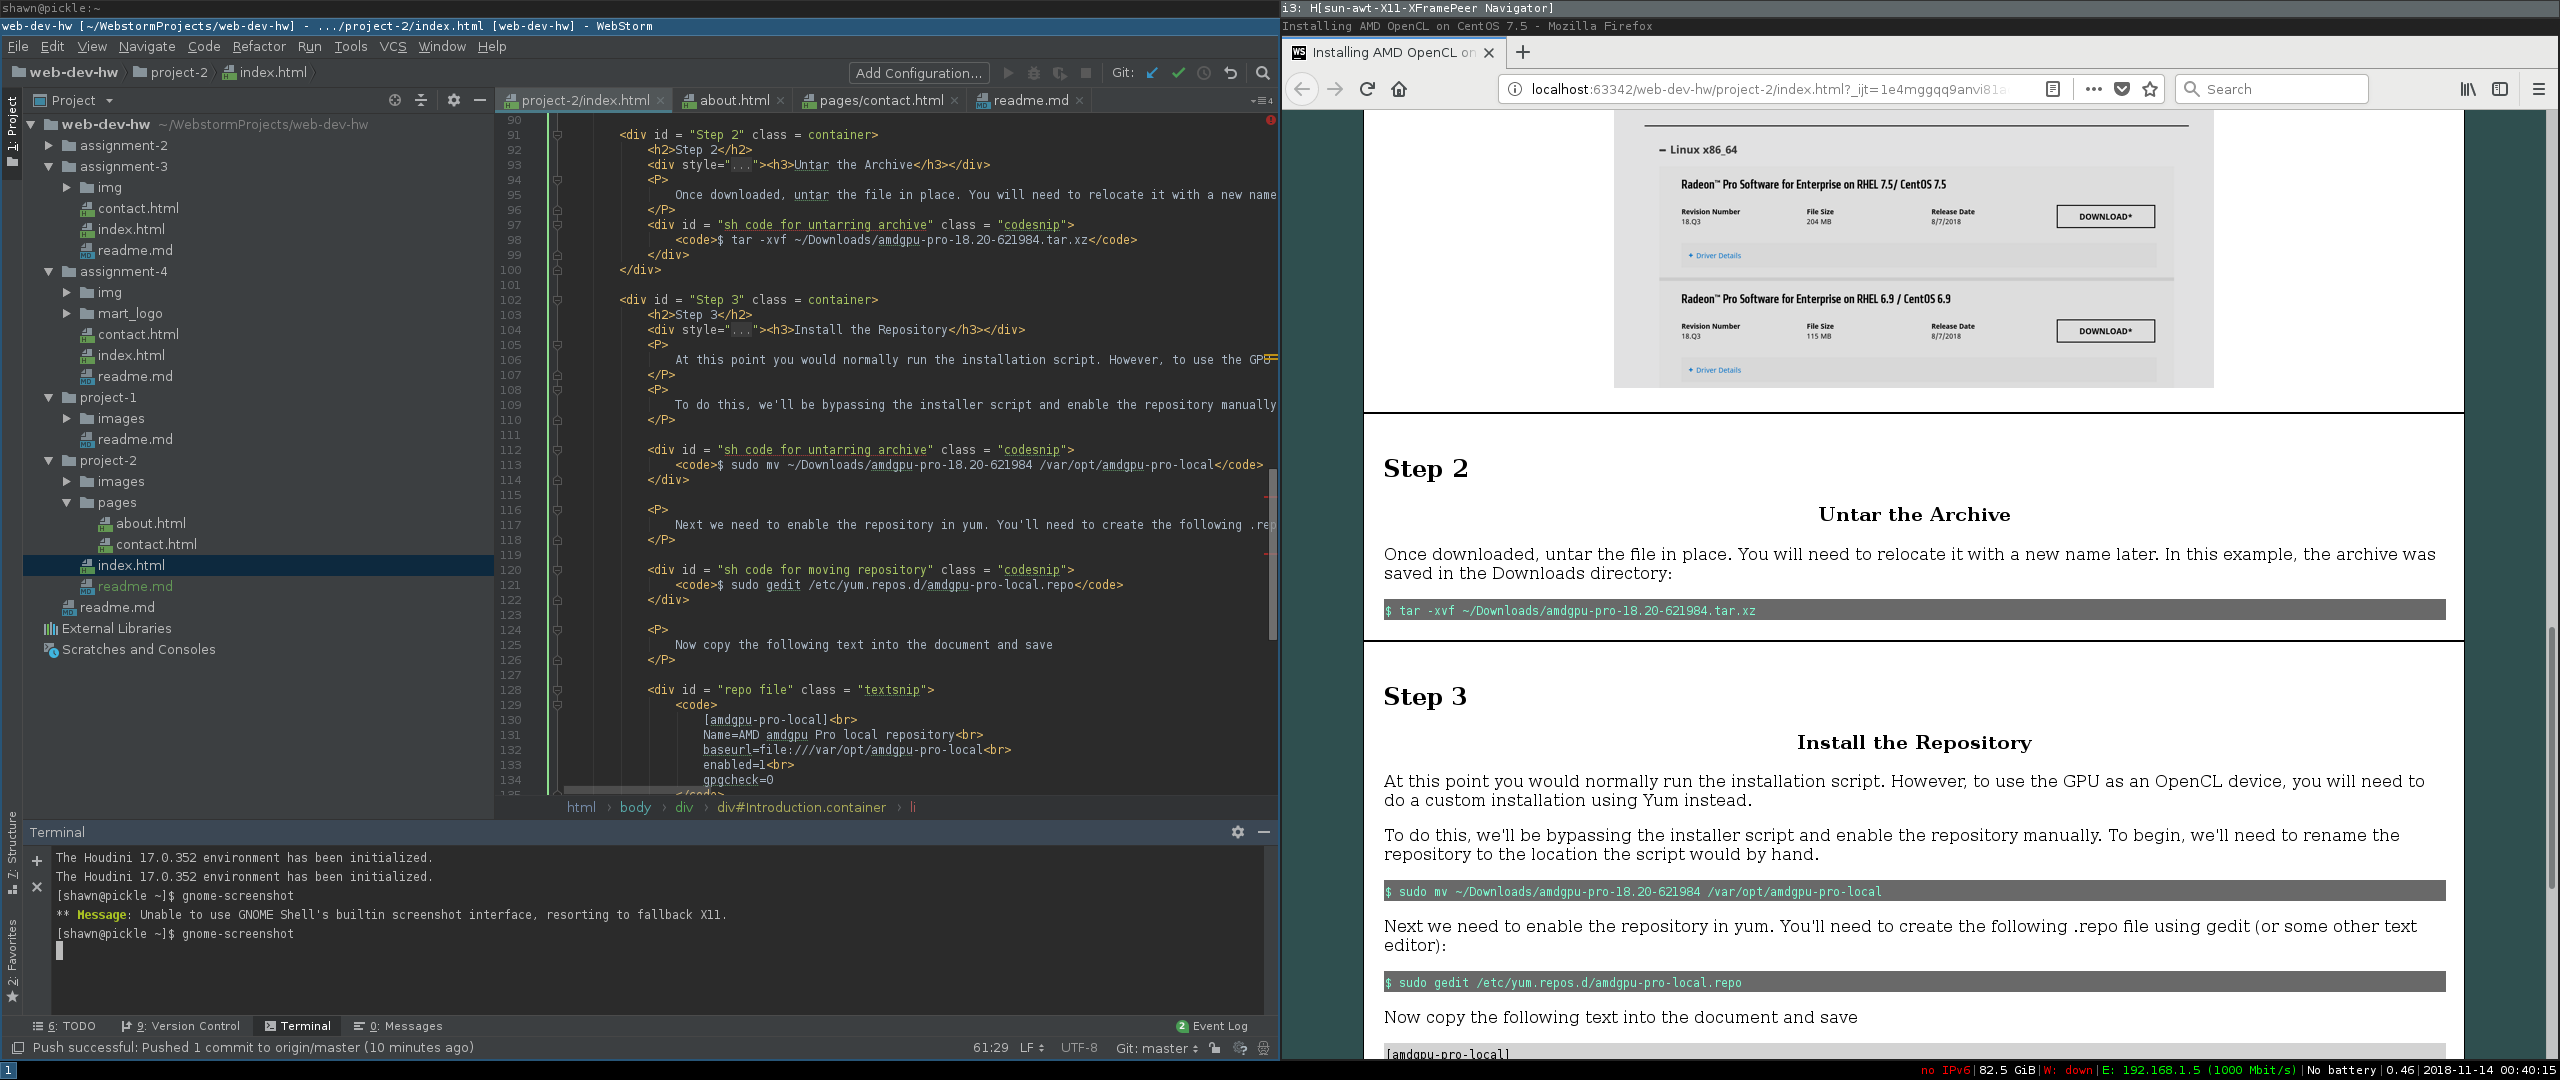 shawn@pickle:~
web-dev-hw [~/WebstormProjects/web-dev-hw] - .../project-2/index.html [web-dev-hw] - WebStorm
File Edit View Navigate Code Refactor Run Tools VCS Window Help
web-dev-hw project-2 index.html Add Configuration... Git:
1: Project
7: Structure
2: Favorites
Project
web-dev-hw ~/WebstormProjects/web-dev-hw
assignment-2
assignment-3
img
contact.html
index.html
readme.md
assignment-4
img
mart_logo
contact.html
index.html
readme.md
project-1
images
readme.md
project-2
images
pages
about.html
contact.html
index.html
readme.md
readme.md
External Libraries
Scratches and Consoles
project-2/index.html about.html pages/contact.html readme.md 4
90
91 <div id = "Step 2" class = container>
92 <h2>Step 2</h2>
93 <div style="..."><h3>Untar the Archive</h3></div>
94 <P>
95 Once downloaded, untar the file in place. You will need to relocate it with a new name
96 </P>
97 <div id = "sh code for untarring archive" class = "codesnip">
98 <code>$ tar -xvf ~/Downloads/amdgpu-pro-18.20-621984.tar.xz</code>
99 </div>
100 </div>
101
102 <div id = "Step 3" class = container>
103 <h2>Step 3</h2>
104 <div style="..."><h3>Install the Repository</h3></div>
105 <P>
106 At this point you would normally run the installation script. However, to use the GPU
107 </P>
108 <P>
109 To do this, we'll be bypassing the installer script and enable the repository manually
110 </P>
111
112 <div id = "sh code for untarring archive" class = "codesnip">
113 <code>$ sudo mv ~/Downloads/amdgpu-pro-18.20-621984 /var/opt/amdgpu-pro-local</code>
114 </div>
115
116 <P>
117 Next we need to enable the repository in yum. You'll need to create the following .rep
118 </P>
119
120 <div id = "sh code for moving repository" class = "codesnip">
121 <code>$ sudo gedit /etc/yum.repos.d/amdgpu-pro-local.repo</code>
122 </div>
123
124 <P>
125 Now copy the following text into the document and save
126 </P>
127
128 <div id = "repo file" class = "textsnip">
129 <code>
130 [amdgpu-pro-local]<br>
131 Name=AMD amdgpu Pro local repository<br>
132 baseurl=file:///var/opt/amdgpu-pro-local<br>
133 enabled=1<br>
134 gpgcheck=0
135 </code>
html body div div#Introduction.container li
Terminal
The Houdini 17.0.352 environment has been initialized.
The Houdini 17.0.352 environment has been initialized.
[shawn@pickle ~]$ gnome-screenshot
** Message: Unable to use GNOME Shell's builtin screenshot interface, resorting to fallback X11.
[shawn@pickle ~]$ gnome-screenshot
6: TODO 9: Version Control Terminal 0: Messages 2 Event Log
Push successful: Pushed 1 commit to origin/master (10 minutes ago) 61:29 LF UTF-8 Git: master
i3: H[sun-awt-X11-XFramePeer Navigator]
Installing AMD OpenCL on CentOS 7.5 - Mozilla Firefox
WS Installing AMD OpenCL on
localhost:63342/web-dev-hw/project-2/index.html?_ijt=1e4mggqq9anvi81a Search
Linux x86_64
Radeon™ Pro Software for Enterprise on RHEL 7.5/ CentOS 7.5
Revision Number File Size Release Date
18.Q3 204 MB 8/7/2018
DOWNLOAD*
+ Driver Details
Radeon™ Pro Software for Enterprise on RHEL 6.9 / CentOS 6.9
Revision Number File Size Release Date
18.Q3 115 MB 8/7/2018
DOWNLOAD*
+ Driver Details
Step 2
Untar the Archive
Once downloaded, untar the file in place. You will need to relocate it with a new name later. In this example, the archive was
saved in the Downloads directory:
$ tar -xvf ~/Downloads/amdgpu-pro-18.20-621984.tar.xz
Step 3
Install the Repository
At this point you would normally run the installation script. However, to use the GPU as an OpenCL device, you will need to
do a custom installation using Yum instead.
To do this, we'll be bypassing the installer script and enable the repository manually. To begin, we'll need to rename the
repository to the location the script would by hand.
$ sudo mv ~/Downloads/amdgpu-pro-18.20-621984 /var/opt/amdgpu-pro-local
Next we need to enable the repository in yum. You'll need to create the following .repo file using gedit (or some other text
editor):
$ sudo gedit /etc/yum.repos.d/amdgpu-pro-local.repo
Now copy the following text into the document and save
[amdgpu-pro-local]
1
no IPv6|82.5 GiB|W: down|E: 192.168.1.5 (1000 Mbit/s)|No battery|0.46|2018-11-14 00:40:15